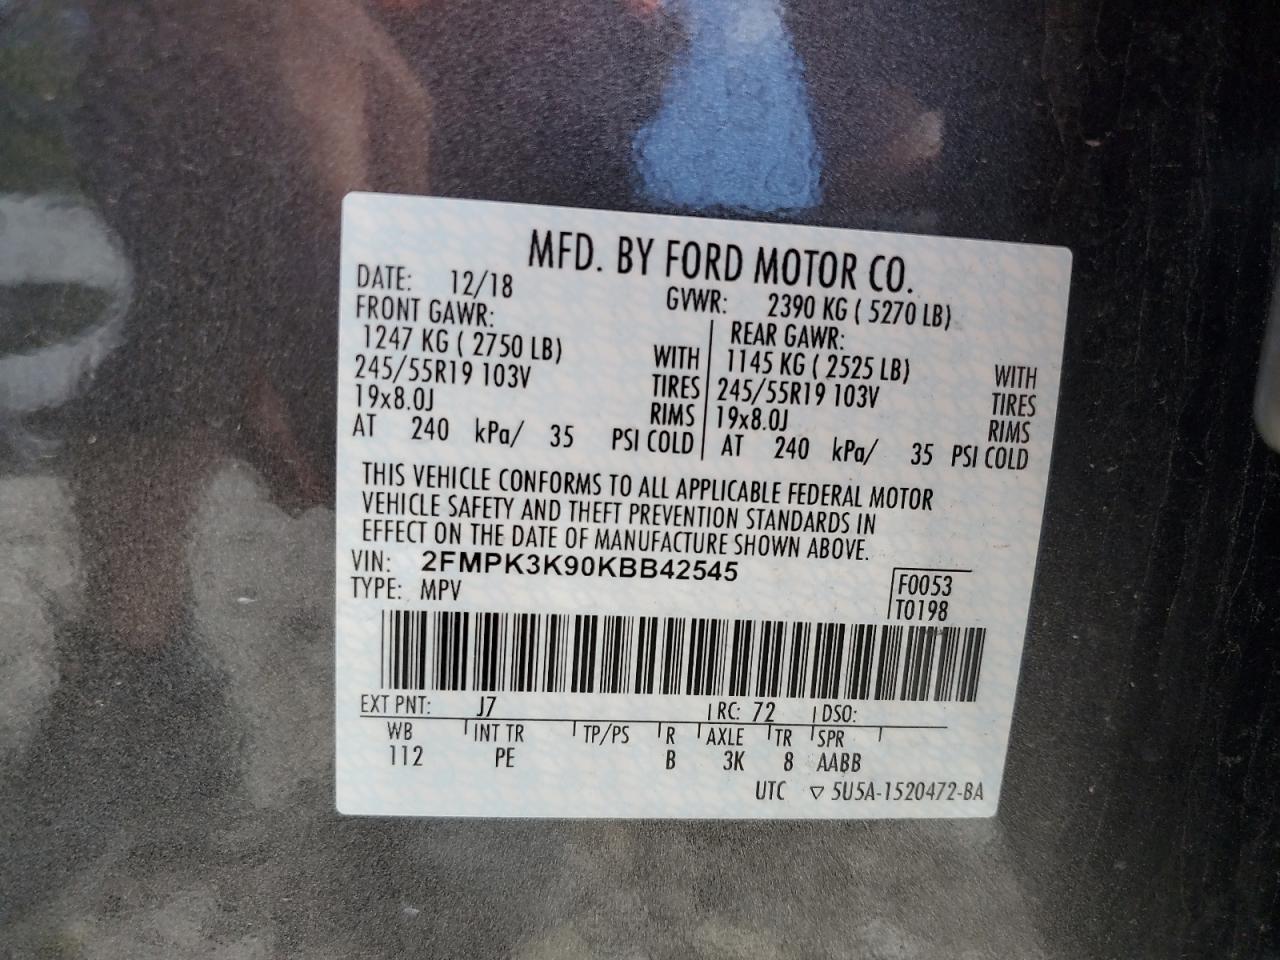 MFD. BY FORD MOTOR CO.
DATE: 12/18 GVWR: 2390 KG ( 5270 LB)
FRONT GAWR: REAR GAWR:
1247 KG ( 2750 LB) WITH 1145 KG ( 2525 LB) WITH
245/55R19 103V TIRES 245/55R19 103V TIRES
19x8.0J RIMS 19x8.0J RIMS
AT 240 kPa/ 35 PSI COLD AT 240 kPa/ 35 PSI COLD
THIS VEHICLE CONFORMS TO ALL APPLICABLE FEDERAL MOTOR
VEHICLE SAFETY AND THEFT PREVENTION STANDARDS IN
EFFECT ON THE DATE OF MANUFACTURE SHOWN ABOVE.
VIN: 2FMPK3K90KBB42545 F0053
TYPE: MPV T0198
EXT PNT: J7 RC: 72 DSO:
WB INT TR TP/PS R AXLE TR SPR
112 PE B 3K 8 AABB
UTC ▽ 5U5A-1520472-BA